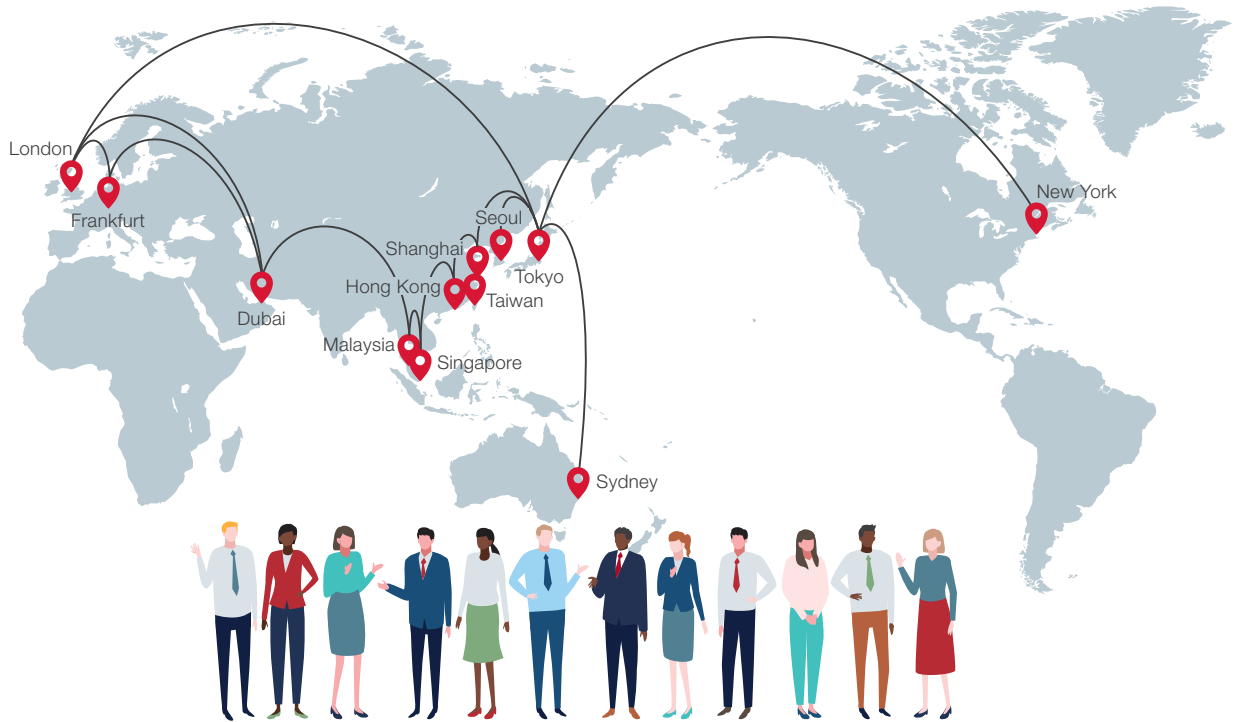 London
Frankfurt
Dubai
Seoul
Shanghai
Tokyo
Hong Kong
Taiwan
Malaysia
Singapore
Sydney
New York